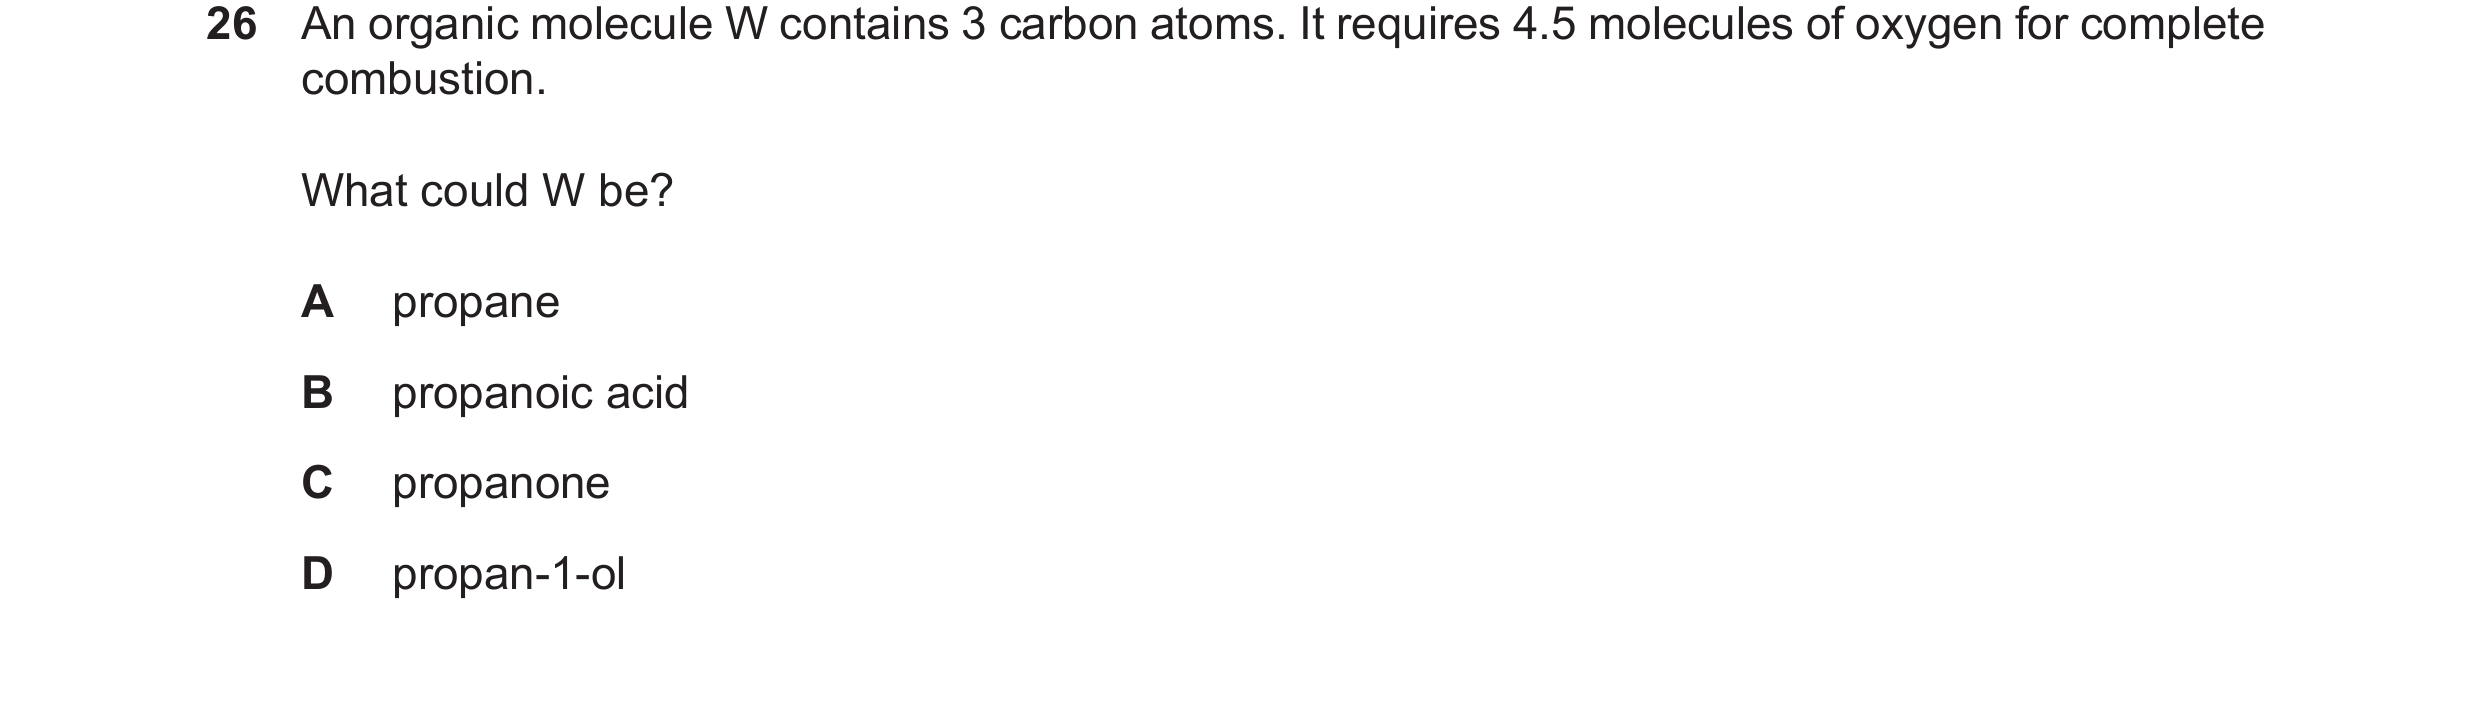 26 An organic molecule W contains 3 carbon atoms. It requires 4.5 molecules of oxygen for complete
combustion.
What could W be?
A propane
B propanoic acid
C propanone
D propan-1-ol